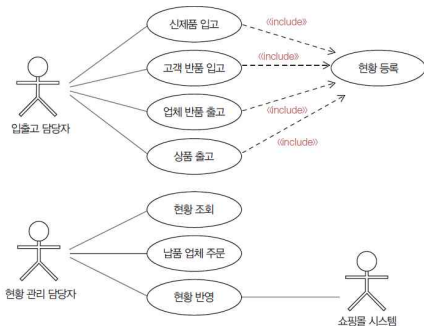 신제품 입고
«include»
고객 반품 입고
«include»
현황 등록
업체 반품 출고
«include»
입출고 담당자
상품 출고
«include»
현황 조회
납품 업체 주문
현황 관리 담당자
현황 반영
쇼핑몰 시스템